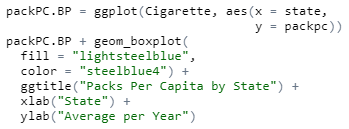 packPC.BP = ggplot(Cigarette, aes(x = state,
y = packpc))
packPC.BP + geom_boxplot(
fill = "lightsteelblue",
color = "steelblue4") +
ggtitle("Packs Per Capita by State") +
xlab("State") +
ylab("Average per Year")